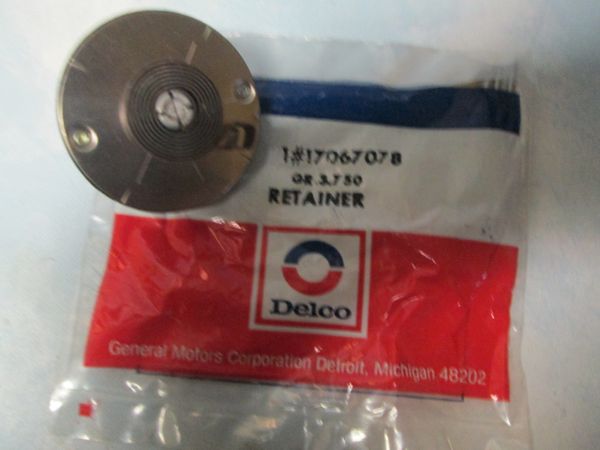 1#17067078
GR.3.750
RETAINER
Delco
General Motors Corporation Detroit, Michigan 48202